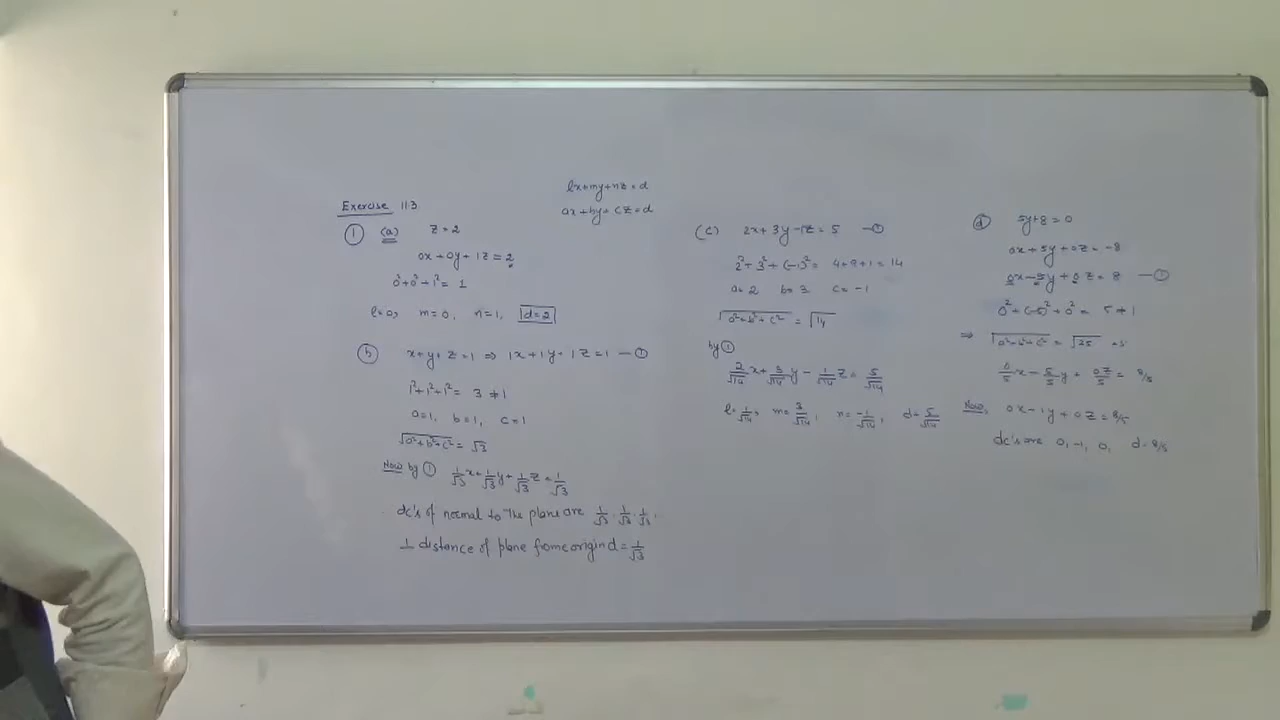 lx+my+nz=d
ax+by+cz=d
Exercise 11.3
① (a) z=2
0x+0y+1z=2
0²+0²+1²=1
l=0, m=0, n=1, d=2
(b) x+y+z=1 ⇒ 1x+1y+1z=1 —①
1²+1²+1²= 3≠1
a=1, b=1, c=1
√a²+b²+c² = √3
Now by ① 1/√3 x+1/√3 y+1/√3 z=1/√3
dc's of normal to the plane are 1/√3, 1/√3, 1/√3.
⊥ distance of plane from origin d=1/√3
(c) 2x+3y-1z=5 —①
2²+3²+(-1)²= 4+9+1=14
a=2 b=3 c=-1
√a²+b²+c² = √14
by ①
2/√14 x+3/√14 y-1/√14 z=5/√14
m=3/√14, n=-1/√14, d=5/√14
(d) 5y+8=0
0x+5y+0z=-8
0x-5y+0z=8 —①
0²+(-5)²+0²= 5≠1
⇒ √a²+b²+c² = √25 =5
0/5 x-5/5 y+0z/5=8/5
Now, 0x-1y+0z=8/5
dc's are 0,-1, 0, d=8/5